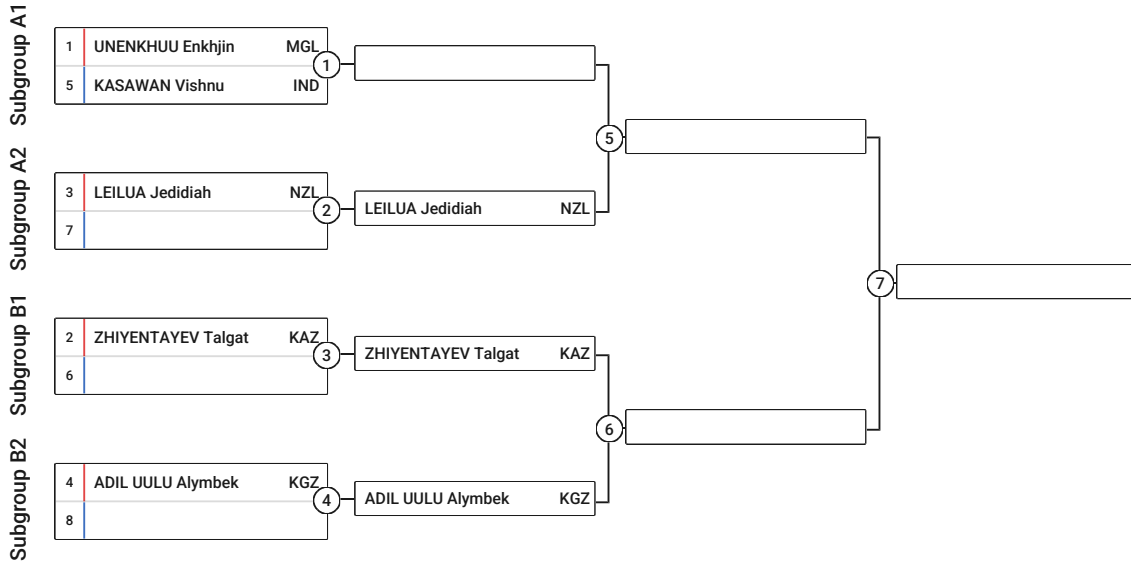 Subgroup A1
1 UNENKHUU Enkhjin MGL
5 KASAWAN Vishnu IND
1
5
Subgroup A2
3 LEILUA Jedidiah NZL
7
2
LEILUA Jedidiah NZL
7
Subgroup B1
2 ZHIYENTAYEV Talgat KAZ
6
3
ZHIYENTAYEV Talgat KAZ
6
Subgroup B2
4 ADIL UULU Alymbek KGZ
8
4
ADIL UULU Alymbek KGZ